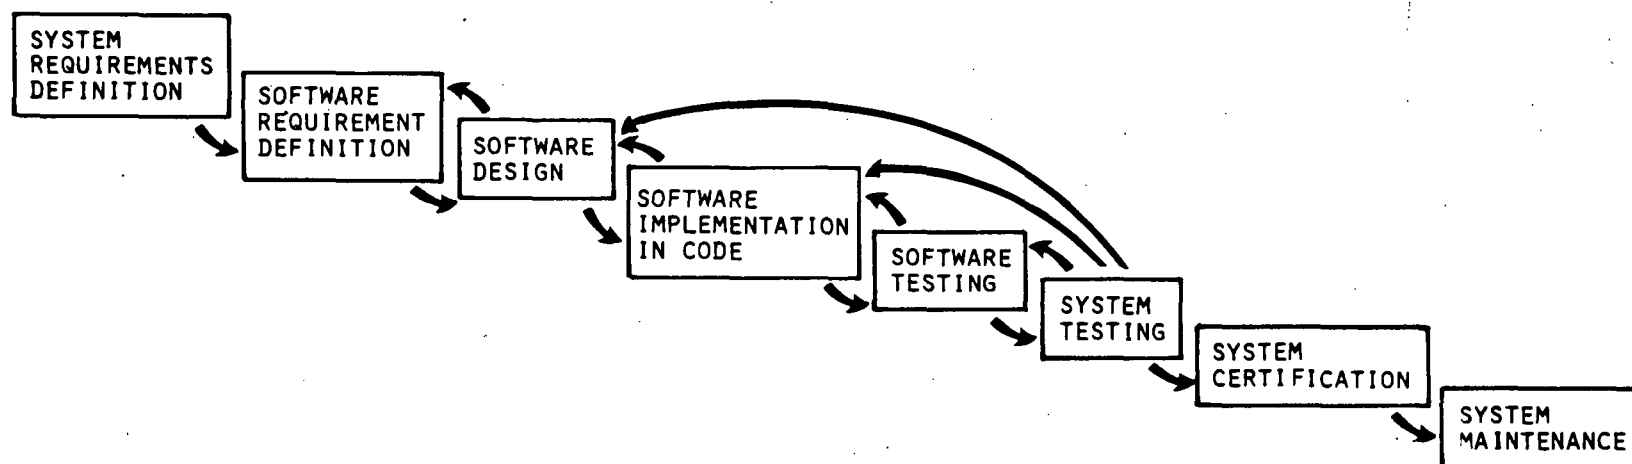 SYSTEM
REQUIREMENTS
DEFINITION
SOFTWARE
REQUIREMENT
DEFINITION
SOFTWARE
DESIGN
SOFTWARE
IMPLEMENTATION
IN CODE
SOFTWARE
TESTING
SYSTEM
TESTING
SYSTEM
CERTIFICATION
SYSTEM
MAINTENANCE